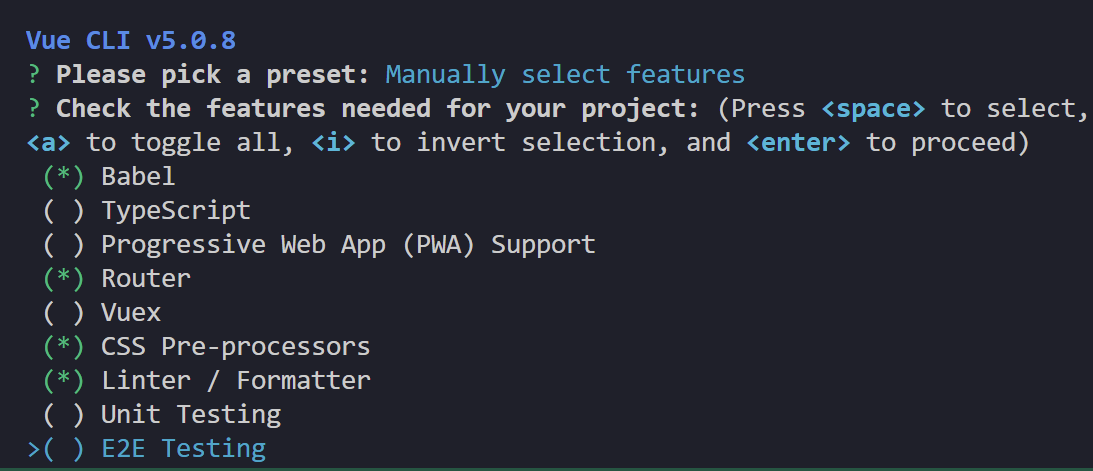 Vue CLI v5.0.8
? Please pick a preset: Manually select features
? Check the features needed for your project: (Press <space> to select,
<a> to toggle all, <i> to invert selection, and <enter> to proceed)
(*) Babel
( ) TypeScript
( ) Progressive Web App (PWA) Support
(*) Router
( ) Vuex
(*) CSS Pre-processors
(*) Linter / Formatter
( ) Unit Testing
>( ) E2E Testing